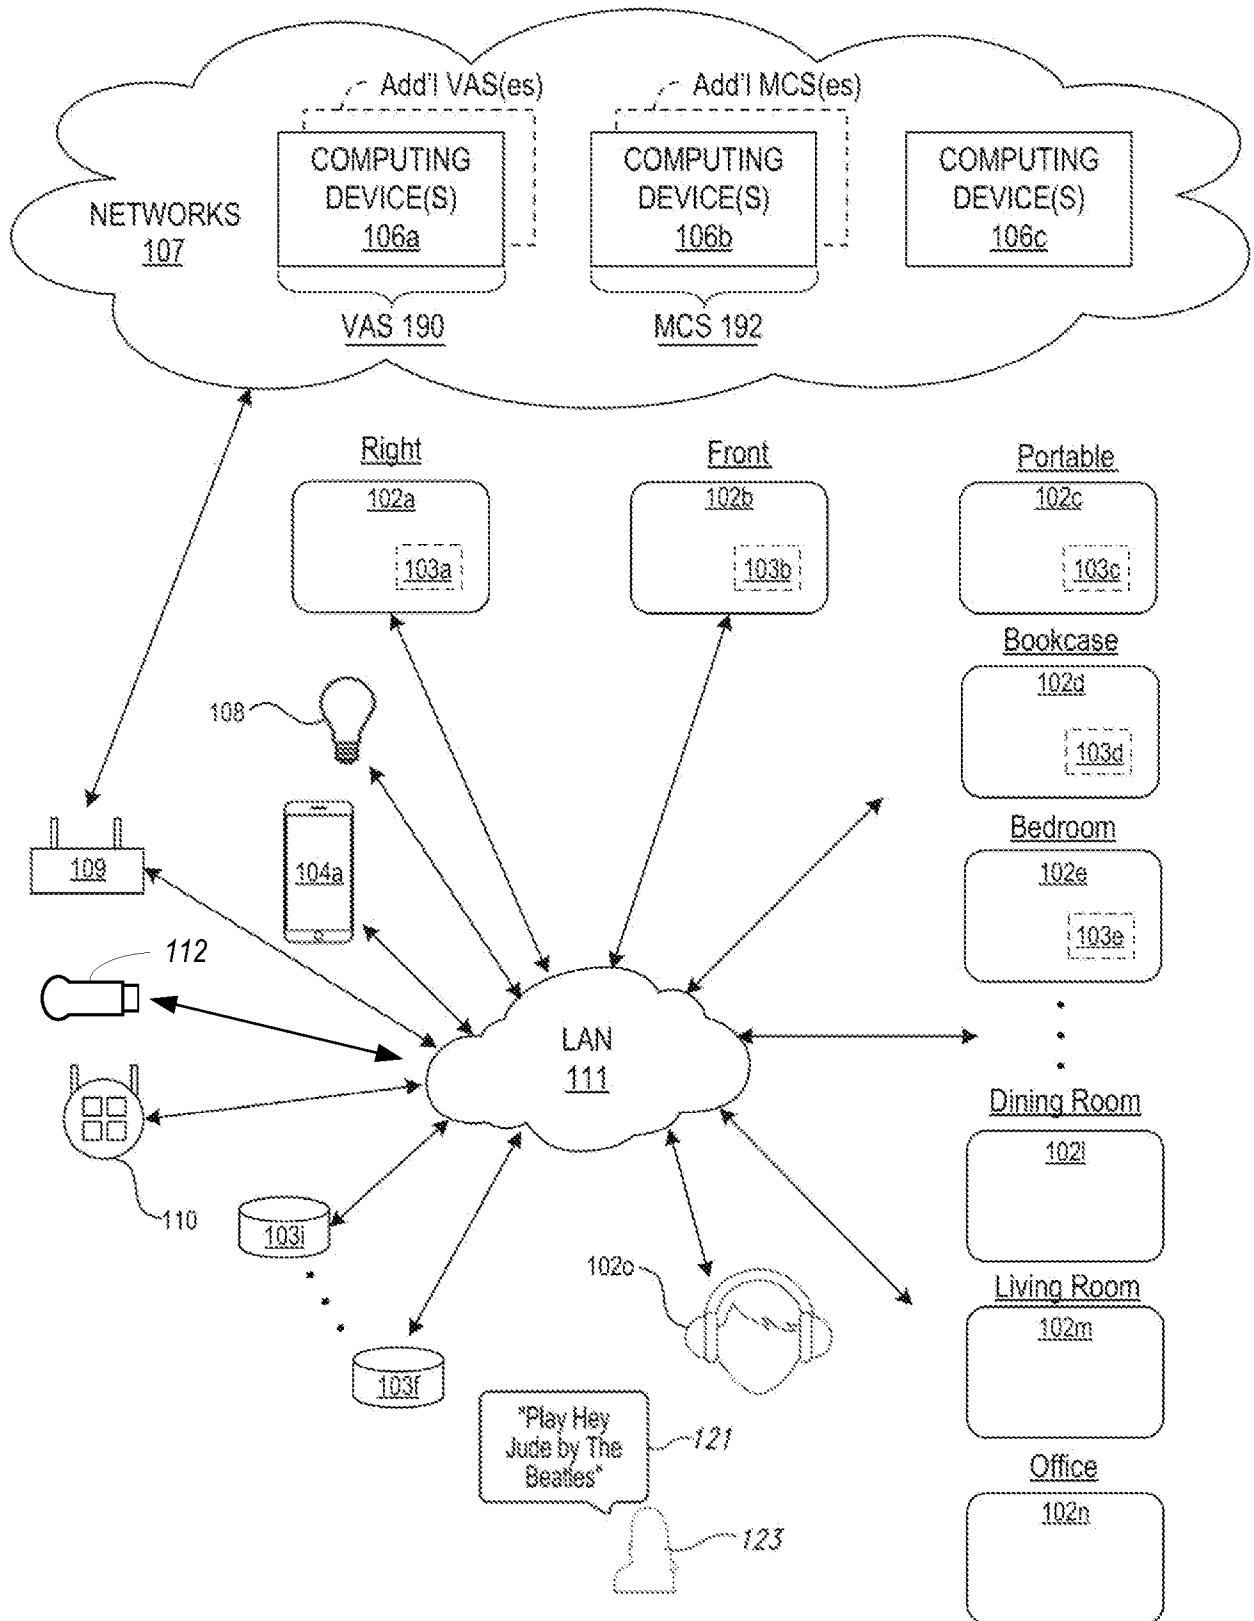 Add'l VAS(es)
Add'l MCS(es)
COMPUTING
DEVICE(S)
106a
COMPUTING
DEVICE(S)
106b
COMPUTING
DEVICE(S)
106c
NETWORKS
107
VAS 190
MCS 192
Right
102a
103a
Front
102b
103b
Portable
102c
103c
Bookcase
102d
103d
108
Bedroom
102e
103e
109
104a
112
LAN
111
110
Dining Room
102l
103i
Living Room
102m
102o
103f
"Play Hey
Jude by The
Beatles"
121
123
Office
102n